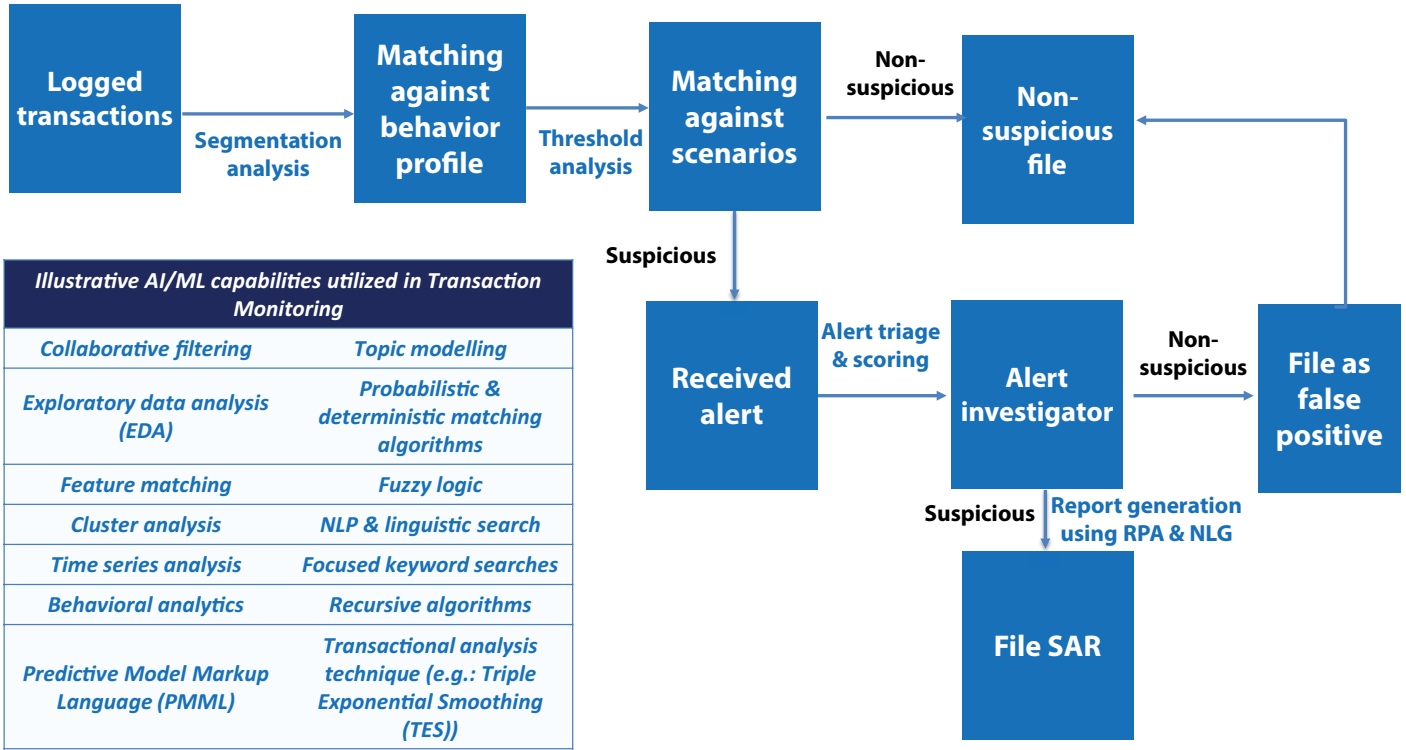 Logged
transactions
Segmentation
analysis
Matching
against
behavior
profile
Threshold
analysis
Matching
against
scenarios
Non-
suspicious
Non-
suspicious
file
Suspicious
Received
alert
Alert triage
& scoring
Alert
investigator
Non-
suspicious
File as
false
positive
Suspicious
Report generation
using RPA & NLG
File SAR
Illustrative AI/ML capabilities utilized in Transaction
Monitoring
Collaborative filtering
Topic modelling
Exploratory data analysis
(EDA)
Probabilistic &
deterministic matching
algorithms
Feature matching
Fuzzy logic
Cluster analysis
NLP & linguistic search
Time series analysis
Focused keyword searches
Behavioral analytics
Recursive algorithms
Predictive Model Markup
Language (PMML)
Transactional analysis
technique (e.g.: Triple
Exponential Smoothing
(TES))